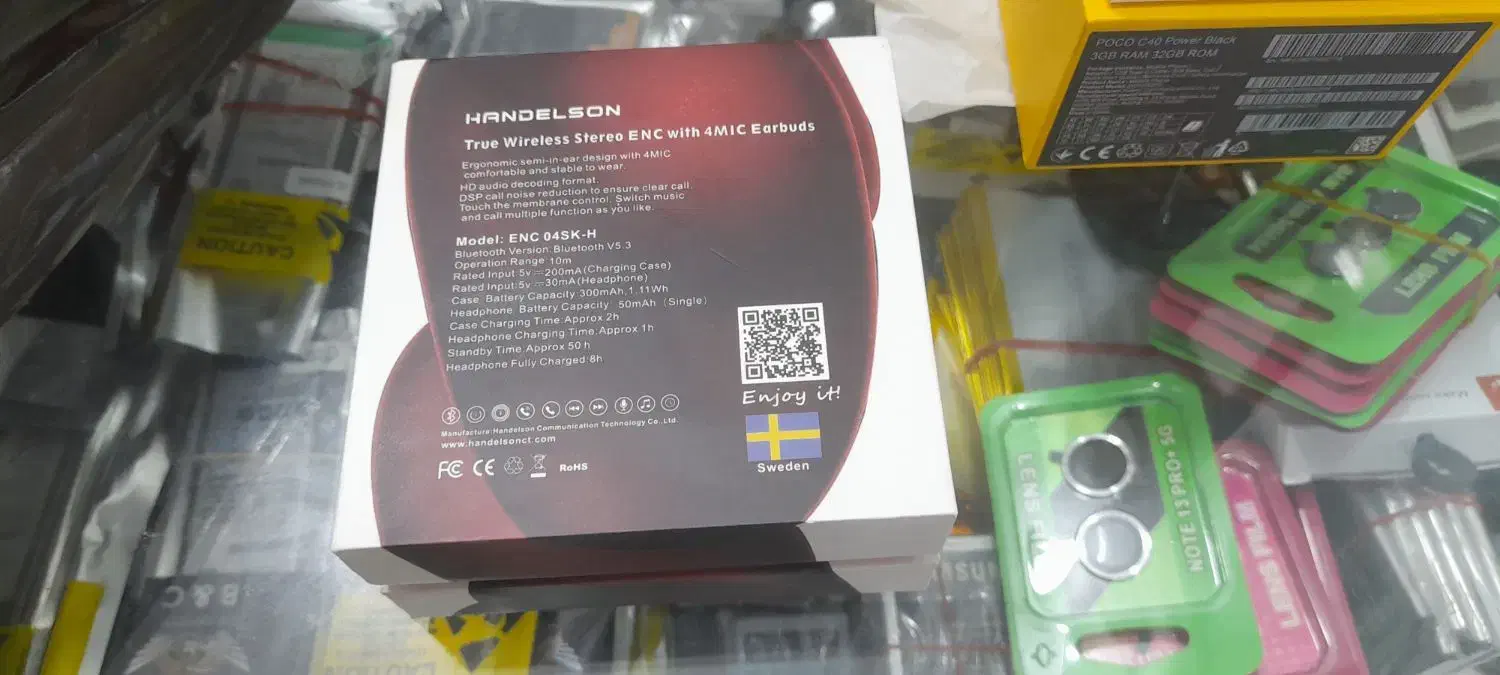 HANDELSON
True Wireless Stereo ENC with 4MIC Earbuds
Ergonomic semi-in-ear design with 4MIC
comfortable and stable to wear.
HD audio decoding format.
DSP call noise reduction to ensure clear call.
Touch the membrane control. Switch music
and call multiple function as you like.
Model: ENC 04SK-H
Bluetooth Version: Bluetooth V5.3
Operation Range: 10m
Rated Input:5v⎓200mA(Charging Case)
Rated Input:5v⎓30mA(Headphone)
Case Battery Capacity:300mAh,1.11Wh
Headphone Battery Capacity: 50mAh (Single)
Case Charging Time:Approx 2h
Headphone Charging Time:Approx 1h
Standby Time:Approx 50 h
Headphone Fully Charged:8h
Manufacture:Handelson Communication Technology Co.,Ltd.
www.handelsonct.com
FC CE RoHS
Enjoy it!
Sweden
POCO C40 Power Black
3GB RAM 32GB ROM
CE
CAUTION
LENS FI
LENS FI
NOTE 13 PRO+ 5G
LENS FILM
B & C